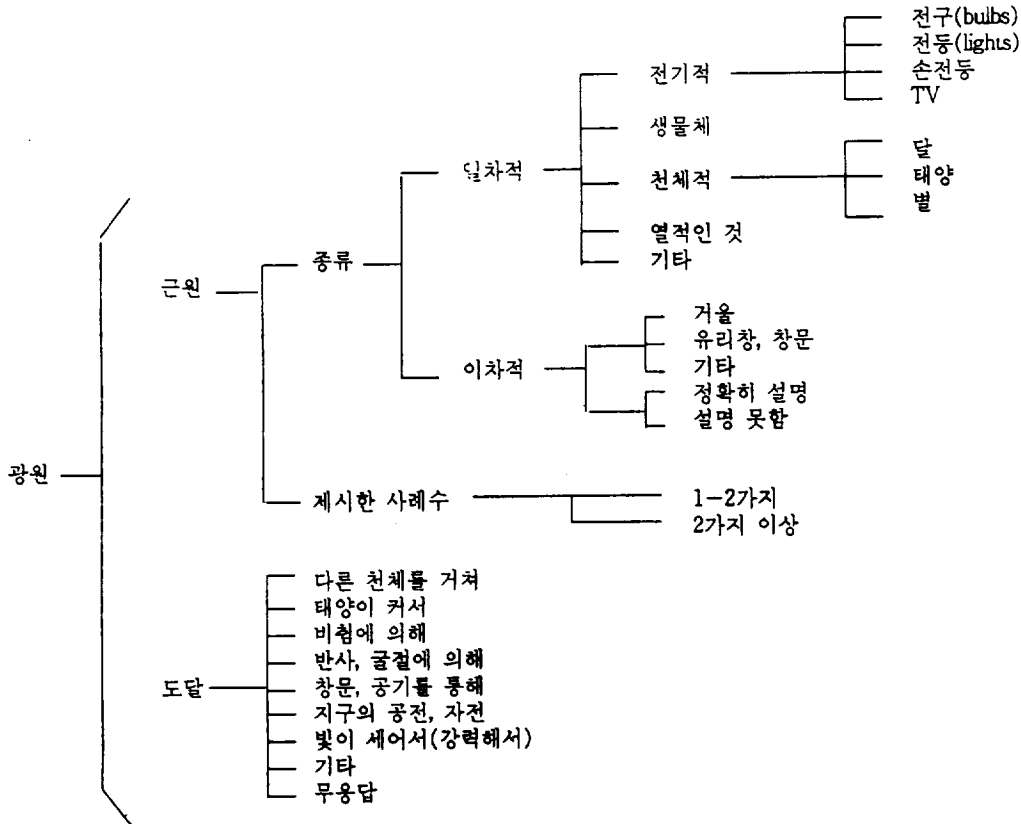 전구(bulbs)
전등(lights)
전기적
손전등
TV
생물체
달
일차적
천체적
태양
별
열적인 것
종류
기타
근원
거울
유리창, 창문
이차적
기타
정확히 설명
설명 못함
광원
제시한 사례수
1-2가지
2가지 이상
다른 천체를 거쳐
태양이 커서
비췸에 의해
반사, 굴절에 의해
도달
창문, 공기를 통해
지구의 공전, 자전
빛이 세어서(강력해서)
기타
무응답